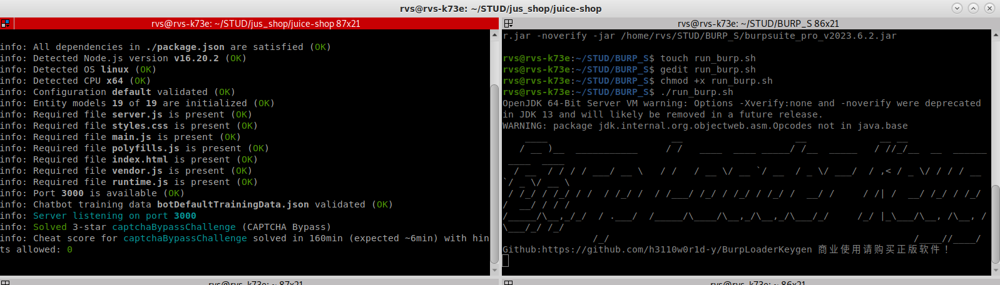 rvs@rvs-k73e: ~/STUD/jus_shop/juice-shop
rvs@rvs-k73e: ~/STUD/jus_shop/juice-shop 87x21
info: All dependencies in ./package.json are satisfied (OK)
info: Detected Node.js version v16.20.2 (OK)
info: Detected OS linux (OK)
info: Detected CPU x64 (OK)
info: Configuration default validated (OK)
info: Entity models 19 of 19 are initialized (OK)
info: Required file server.js is present (OK)
info: Required file styles.css is present (OK)
info: Required file main.js is present (OK)
info: Required file polyfills.js is present (OK)
info: Required file index.html is present (OK)
info: Required file vendor.js is present (OK)
info: Required file runtime.js is present (OK)
info: Port 3000 is available (OK)
info: Chatbot training data botDefaultTrainingData.json validated (OK)
info: Server listening on port 3000
info: Solved 3-star captchaBypassChallenge (CAPTCHA Bypass)
info: Cheat score for captchaBypassChallenge solved in 160min (expected ~6min) with hin
ts allowed: 0
rvs@rvs-k73e: ~ 87x21
rvs@rvs-k73e: ~/STUD/BURP_S 86x21
r.jar -noverify -jar /home/rvs/STUD/BURP_S/burpsuite_pro_v2023.6.2.jar
rvs@rvs-k73e:~/STUD/BURP_S$ touch run_burp.sh
rvs@rvs-k73e:~/STUD/BURP_S$ gedit run_burp.sh
rvs@rvs-k73e:~/STUD/BURP_S$ chmod +x run_burp.sh
rvs@rvs-k73e:~/STUD/BURP_S$ ./run_burp.sh
OpenJDK 64-Bit Server VM warning: Options -Xverify:none and -noverify were deprecated
in JDK 13 and will likely be removed in a future release.
WARNING: package jdk.internal.org.objectweb.asm.Opcodes not in java.base
Github:https://github.com/h3110w0r1d-y/BurpLoaderKeygen 商业使用请购买正版软件！
rvs@rvs-k73e: ~ 86x21